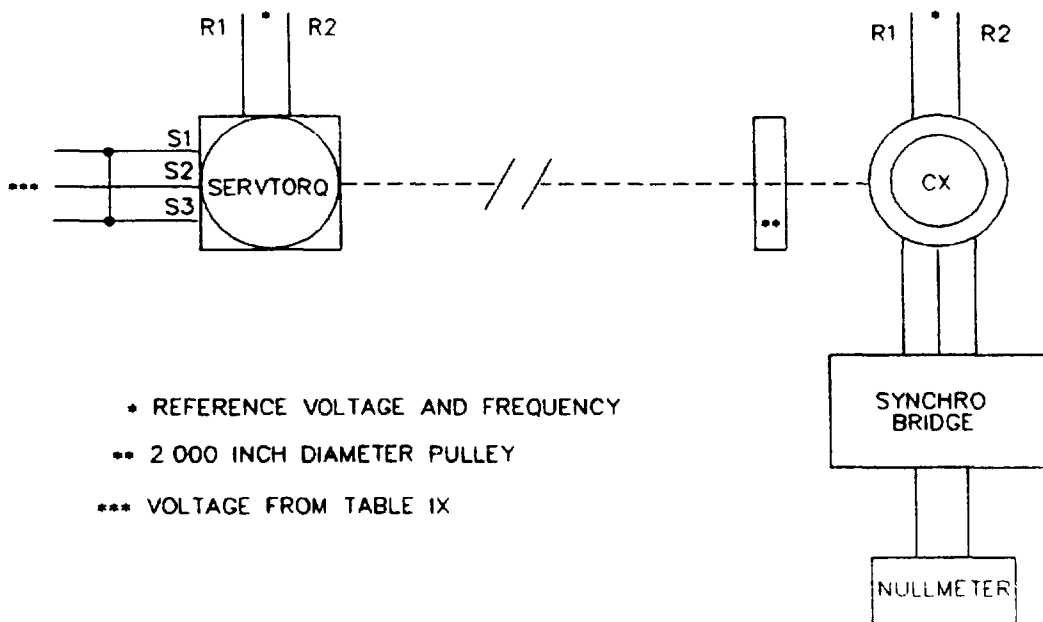 R1 * R2
R1 * R2
S1
S2
S3
***
SERVTORQ
**
CX
SYNCHRO
BRIDGE
NULLMETER
* REFERENCE VOLTAGE AND FREQUENCY
** 2 000 INCH DIAMETER PULLEY
*** VOLTAGE FROM TABLE IX